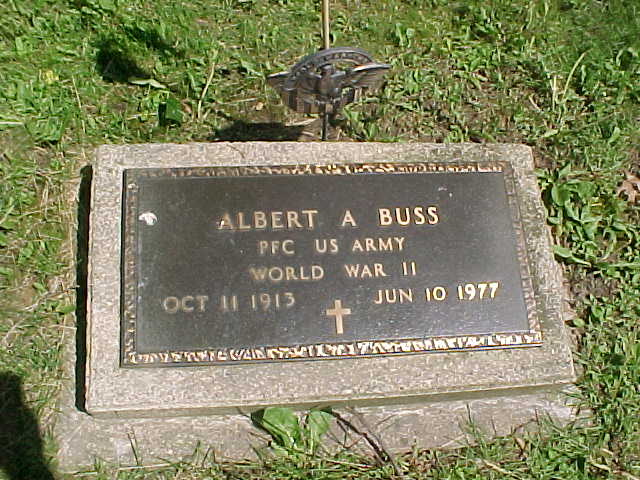 ALBERT A BUSS
PFC US ARMY
WORLD WAR II
OCT 11 1913 JUN 10 1977